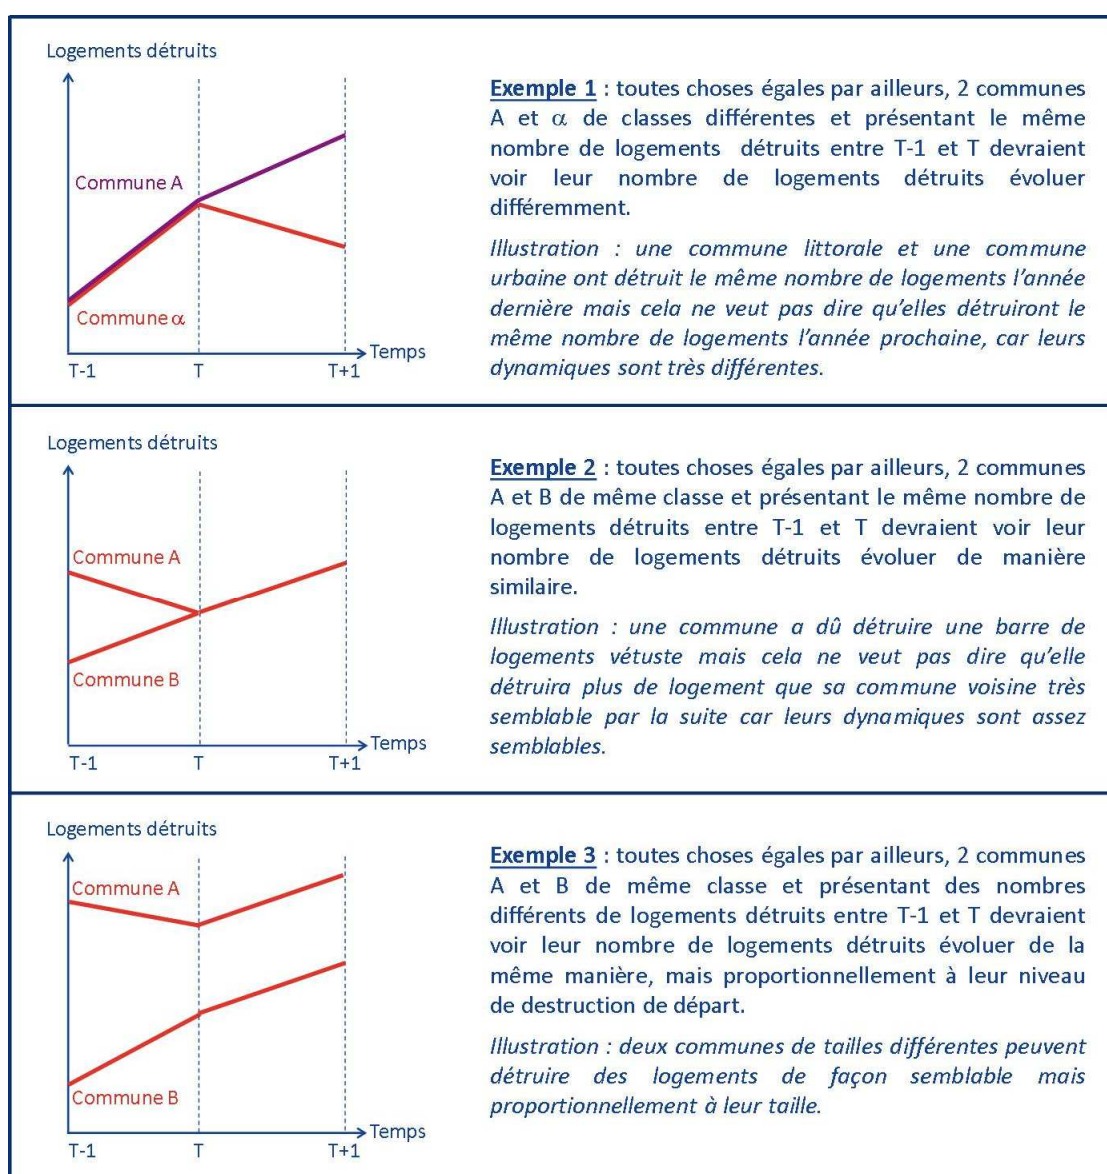 Logements détruits
Commune A
Commune α
Temps
T-1
T
T+1
Exemple 1 : toutes choses égales par ailleurs, 2 communes
A et α de classes différentes et présentant le même
nombre de logements détruits entre T-1 et T devraient
voir leur nombre de logements détruits évoluer
différemment.
Illustration : une commune littorale et une commune
urbaine ont détruit le même nombre de logements l'année
dernière mais cela ne veut pas dire qu'elles détruiront le
même nombre de logements l'année prochaine, car leurs
dynamiques sont très différentes.
Logements détruits
Commune A
Commune B
Temps
T-1
T
T+1
Exemple 2 : toutes choses égales par ailleurs, 2 communes
A et B de même classe et présentant le même nombre de
logements détruits entre T-1 et T devraient voir leur
nombre de logements détruits évoluer de manière
similaire.
Illustration : une commune a dû détruire une barre de
logements vétuste mais cela ne veut pas dire qu'elle
détruira plus de logement que sa commune voisine très
semblable par la suite car leurs dynamiques sont assez
semblables.
Logements détruits
Commune A
Commune B
Temps
T-1
T
T+1
Exemple 3 : toutes choses égales par ailleurs, 2 communes
A et B de même classe et présentant des nombres
différents de logements détruits entre T-1 et T devraient
voir leur nombre de logements détruits évoluer de la
même manière, mais proportionnellement à leur niveau
de destruction de départ.
Illustration : deux communes de tailles différentes peuvent
détruire des logements de façon semblable mais
proportionnellement à leur taille.